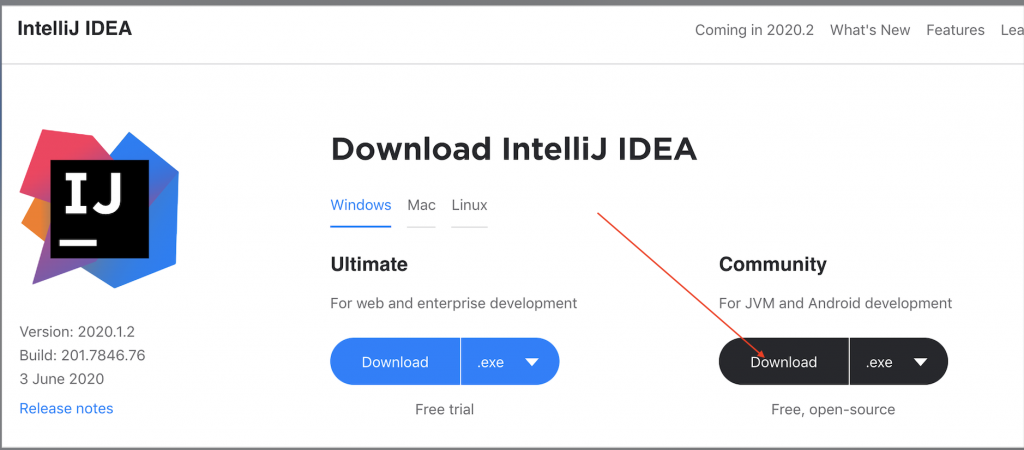 IntelliJ IDEA
Coming in 2020.2 What's New Features Lea
IJ
Download IntelliJ IDEA
Windows Mac Linux
Ultimate
For web and enterprise development
Download .exe
Free trial
Community
For JVM and Android development
Download .exe
Free, open-source
Version: 2020.1.2
Build: 201.7846.76
3 June 2020
Release notes